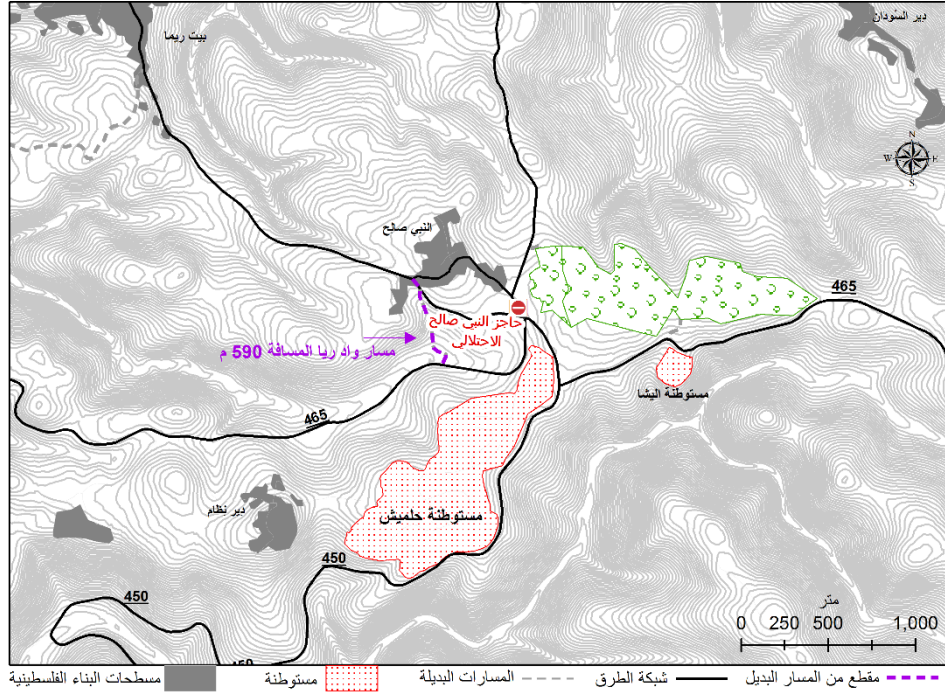 بيت ريما
دير السودان
N
W E
S
النبي صالح
465
حاجز النبي صالح
الاحتلالي
مسار واد ريا المسافة 590 م
مستوطنة اليشا
465
دير نظام
مستوطنة حلميش
450
450
450
متر
0 250 500 1,000
مقطع من المسار البديل
شبكة الطرق
المسارات البديلة
مستوطنة
مسطحات البناء الفلسطينية